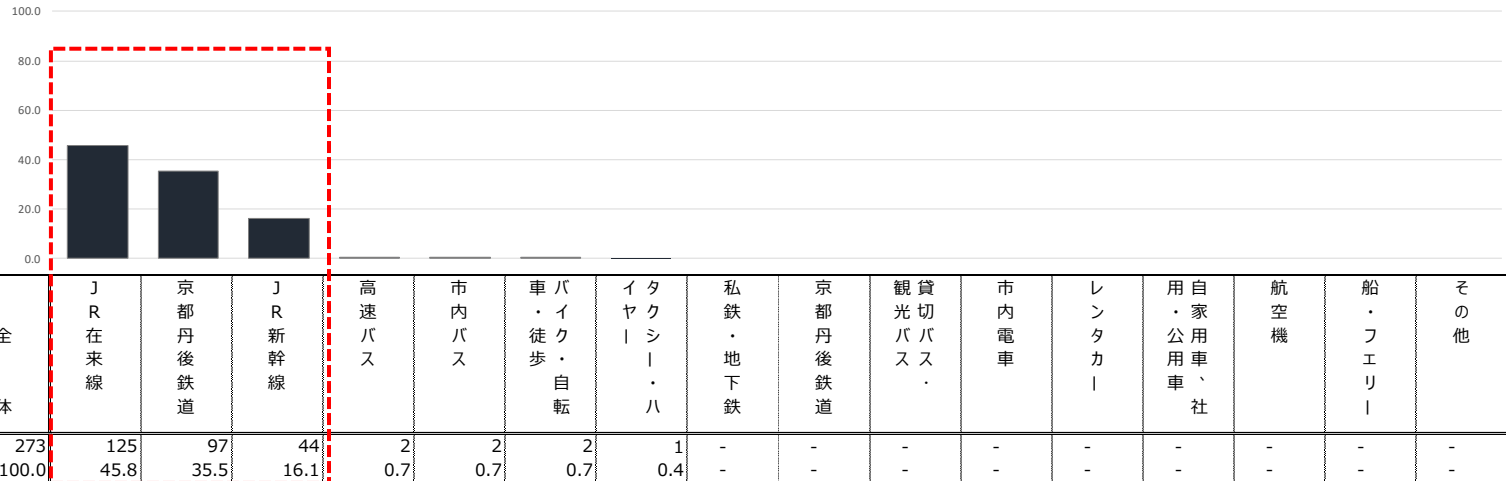 100.0
80.0
60.0
40.0
20.0
0.0
全体
JR在来線
京都丹後鉄道
JR新幹線
高速バス
市内バス
バイク・自転
車・徒歩
タクシー・ハ
イヤー
私鉄・地下鉄
京都丹後鉄道
貸切バス・
観光バス
市内電車
レンタカー
自家用車、社
用・公用車
航空機
船・フェリー
その他
273 125 97 44 2 2 2 1 - - - - - - - - -
100.0 45.8 35.5 16.1 0.7 0.7 0.7 0.4 - - - - - - - - -